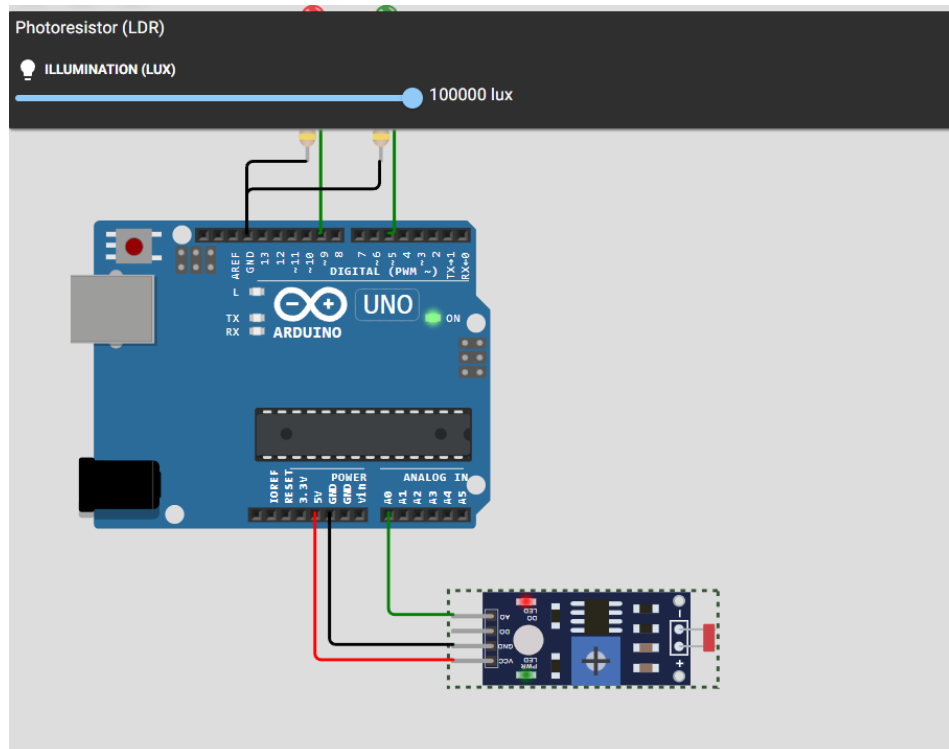 Photoresistor (LDR)
ILLUMINATION (LUX)
100000 lux
AREF
GND
13
12
~11
~10
~9
8
7
~6
~5
4
~3
2
TX→1
RX←0
DIGITAL (PWM ~)
L
TX
RX
UNO
ARDUINO
ON
IOREF
RESET
3.3V
5V
GND
GND
Vin
POWER
ANALOG IN
A0
A1
A2
A3
A4
A5
AO
DO
GND
VCC
DO
LED
PWR
LED
-
+